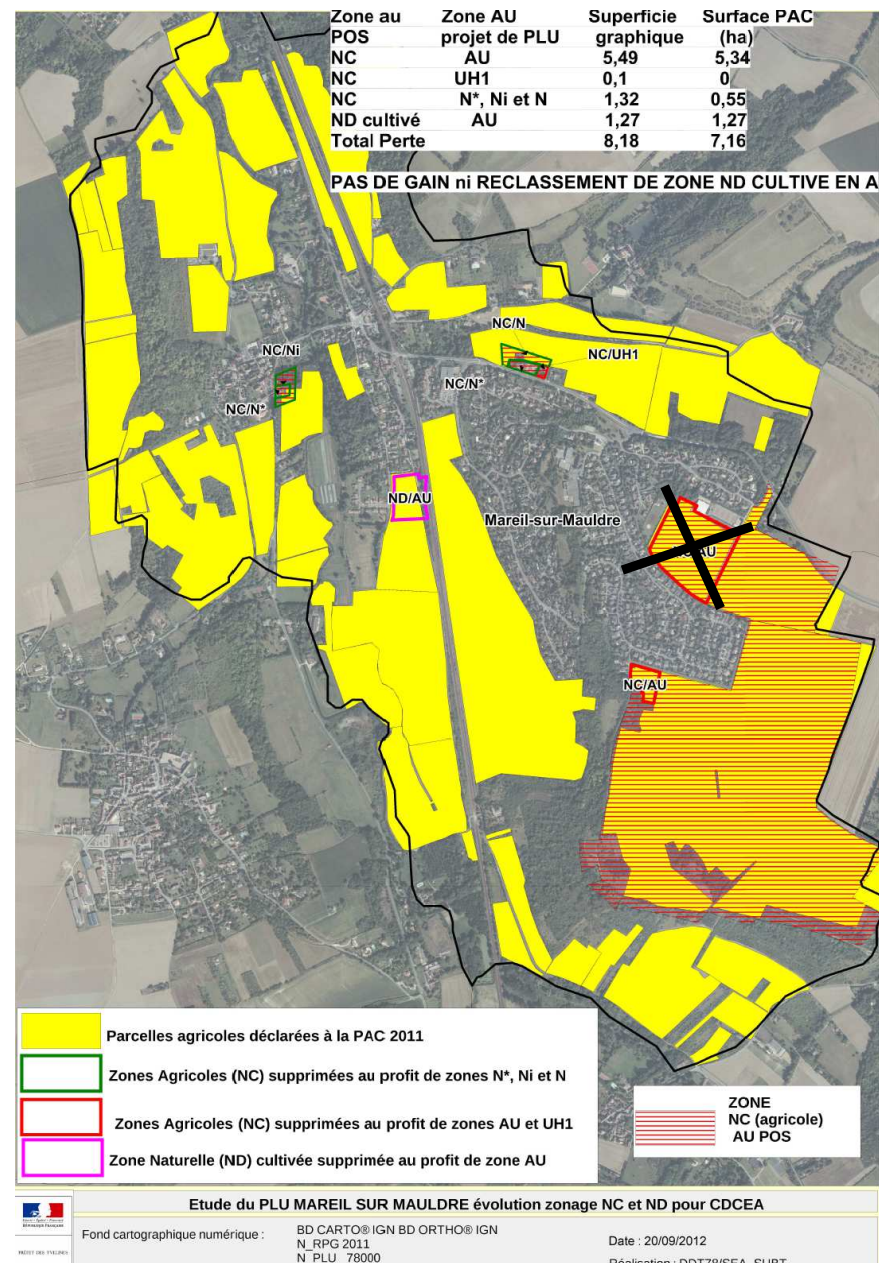 Zone au Zone AU Superficie Surface PAC
POS projet de PLU graphique (ha)
NC AU 5,49 5,34
NC UH1 0,1 0
NC N*, Ni et N 1,32 0,55
ND cultivé AU 1,27 1,27
Total Perte 8,18 7,16
PAS DE GAIN ni RECLASSEMENT DE ZONE ND CULTIVE EN A
NC/N
NC/Ni
NC/UH1
NC/N*
NC/N*
ND/AU
Mareil-sur-Mauldre
AU
NC/AU
Parcelles agricoles déclarées à la PAC 2011
Zones Agricoles (NC) supprimées au profit de zones N*, Ni et N
Zones Agricoles (NC) supprimées au profit de zones AU et UH1
Zone Naturelle (ND) cultivée supprimée au profit de zone AU
ZONE
NC (agricole)
AU POS
Etude du PLU MAREIL SUR MAULDRE évolution zonage NC et ND pour CDCEA
Fond cartographique numérique :
BD CARTO® IGN BD ORTHO® IGN
N_RPG 2011
N_PLU_78000
Date : 20/09/2012
Réalisation : DDT78/SEA_SUBT
PRÉFET DES YVELINES